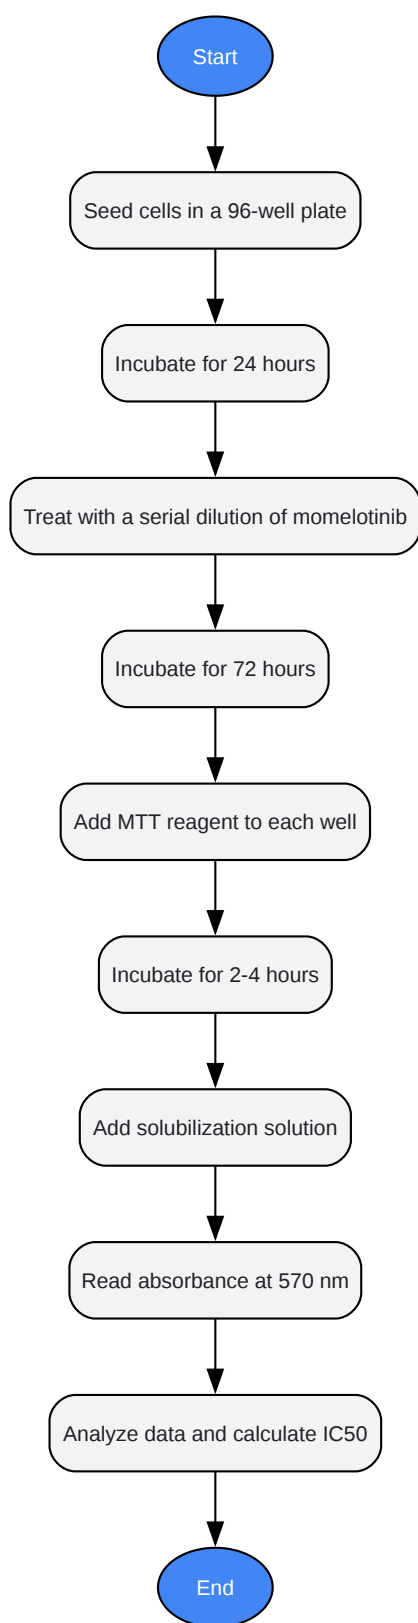 Start
Seed cells in a 96-well plate
Incubate for 24 hours
Treat with a serial dilution of momelotinib
Incubate for 72 hours
Add MTT reagent to each well
Incubate for 2-4 hours
Add solubilization solution
Read absorbance at 570 nm
Analyze data and calculate IC50
End